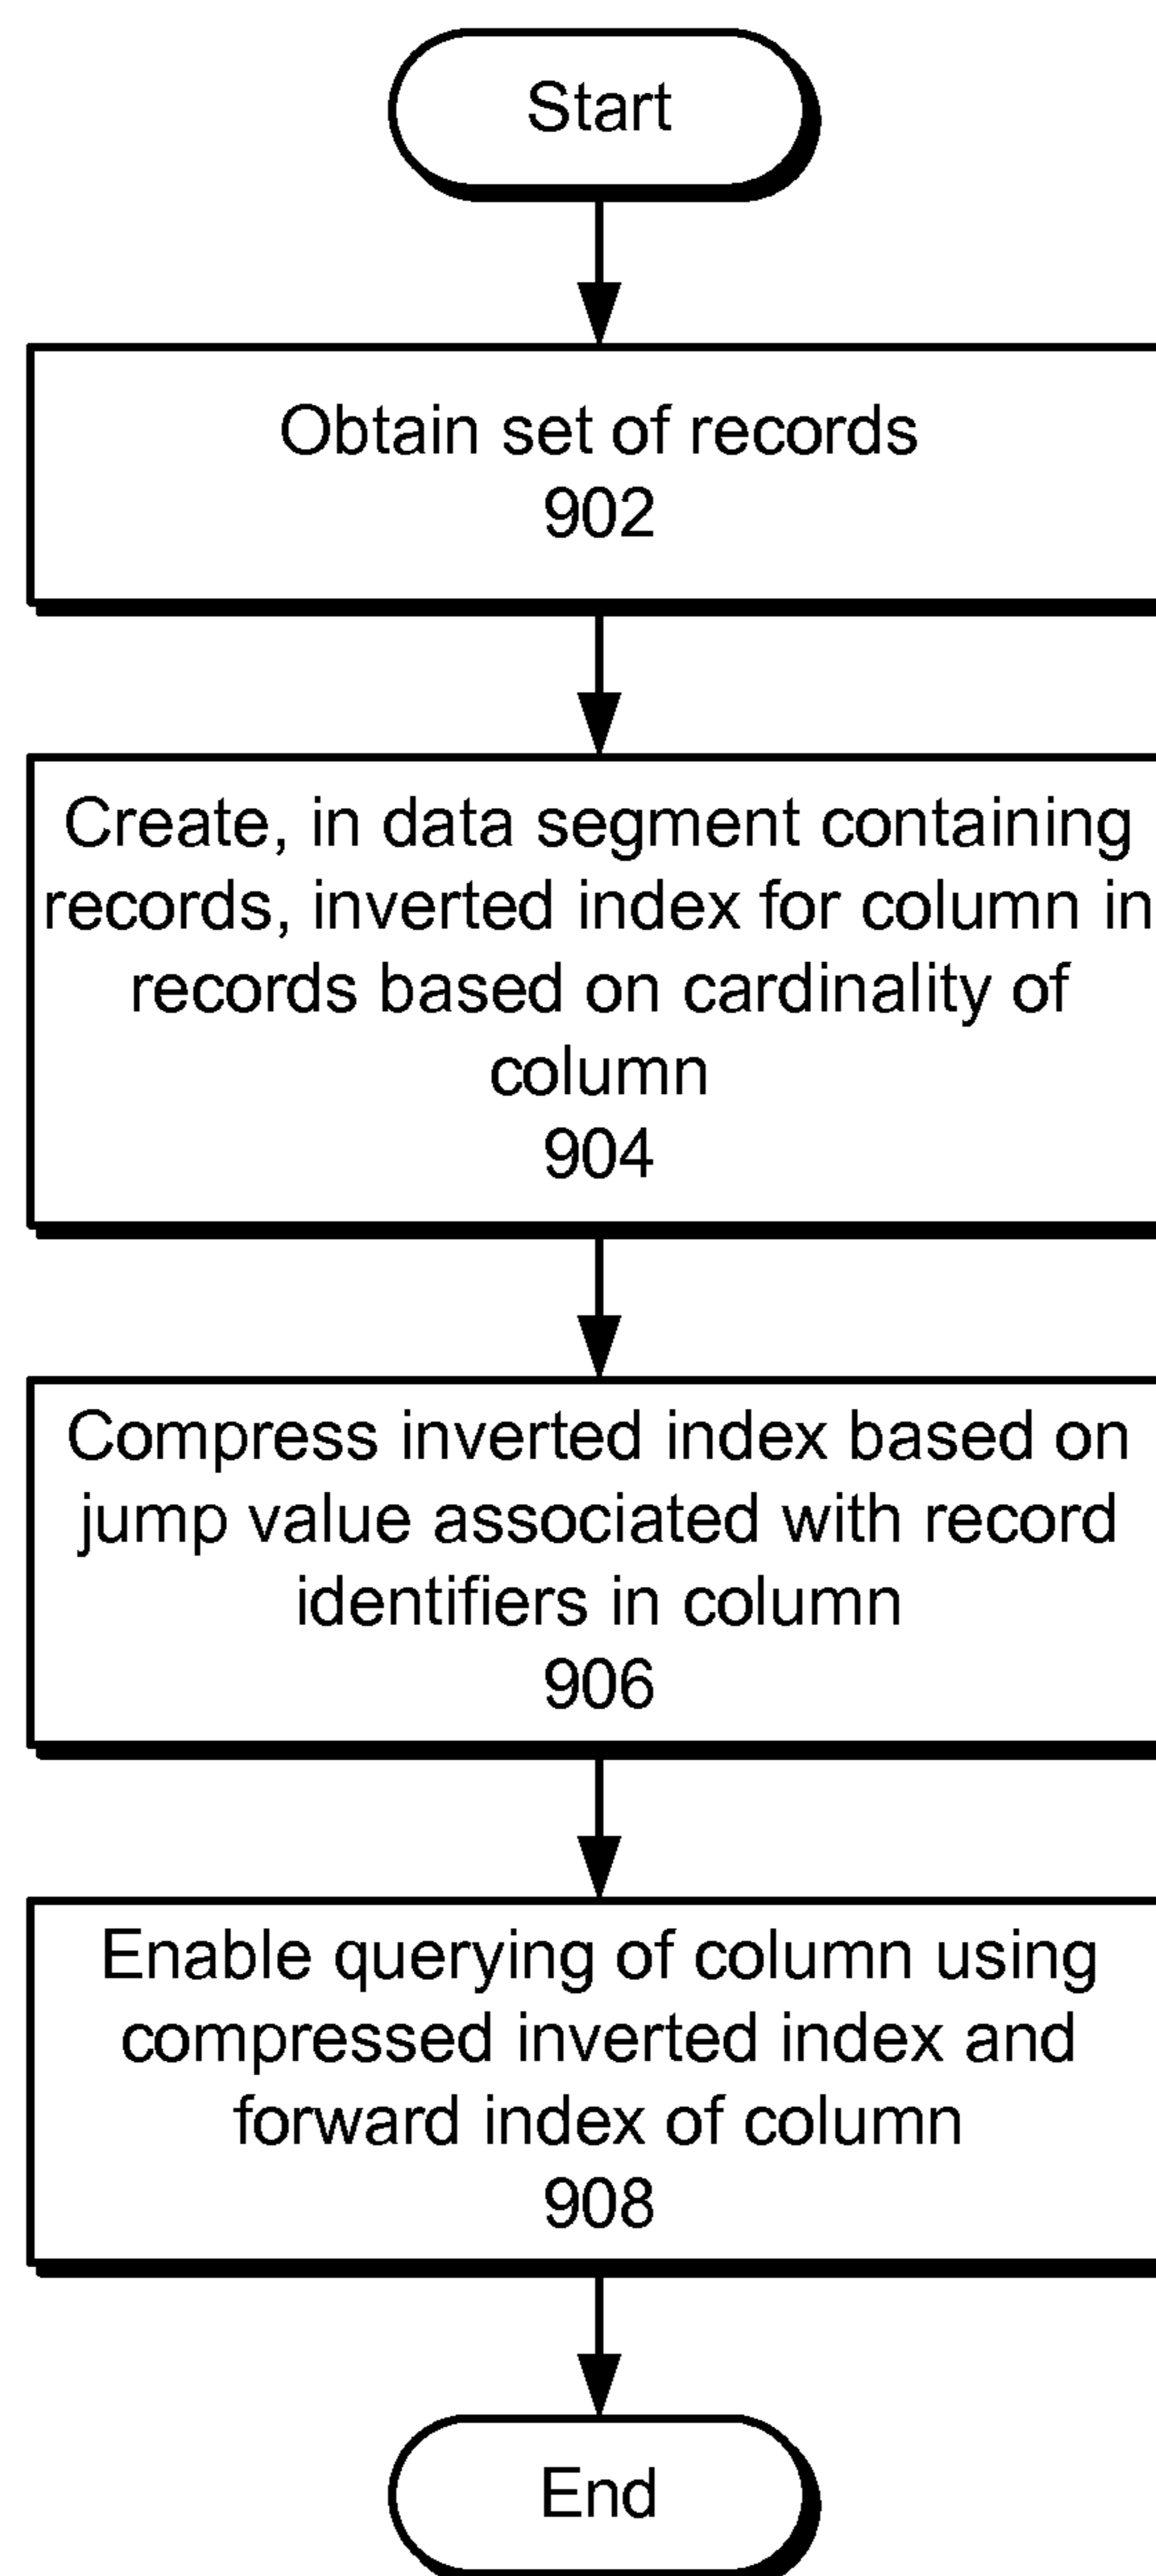 Start
Obtain set of records
902
Create, in data segment containing
records, inverted index for column in
records based on cardinality of
column
904
Compress inverted index based on
jump value associated with record
identifiers in column
906
Enable querying of column using
compressed inverted index and
forward index of column
908
End